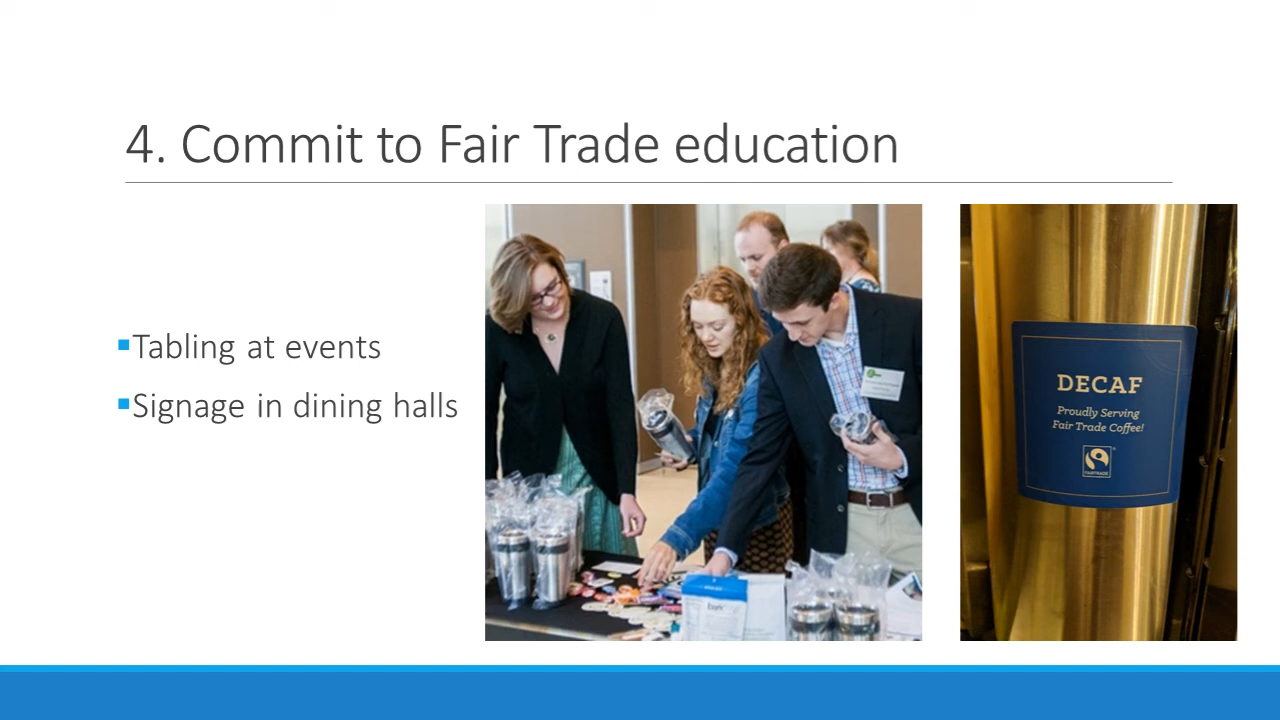 4. Commit to Fair Trade education
Tabling at events
Signage in dining halls
DECAF
Proudly Serving
Fair Trade Coffee!
FAIRTRADE